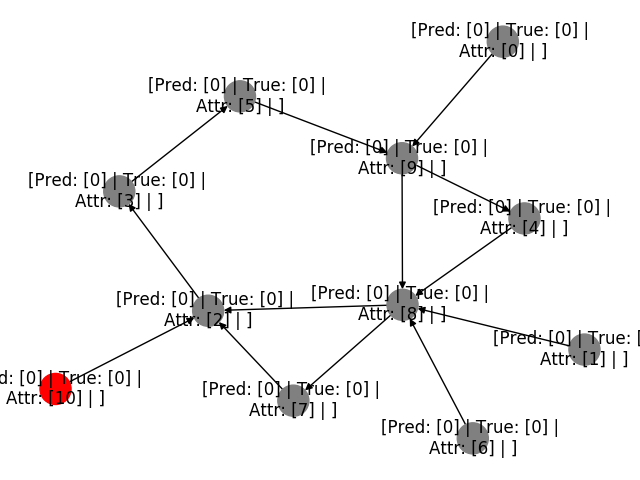 [Pred: [0] | True: [0] |
Attr: [0] | ]
[Pred: [0] | True: [0] |
Attr: [5] | ]
[Pred: [0] | True: [0] |
Attr: [9] | ]
[Pred: [0] | True: [0] |
Attr: [3] | ]
[Pred: [0] | True: [0] |
Attr: [4] | ]
[Pred: [0] | True: [0] |
Attr: [2] | ]
[Pred: [0] | True: [0] |
Attr: [8] | ]
[Pred: [0] | True: [
Attr: [1] | ]
d: [0] | True: [0] |
Attr: [10] | ]
[Pred: [0] | True: [0] |
Attr: [7] | ]
[Pred: [0] | True: [0] |
Attr: [6] | ]